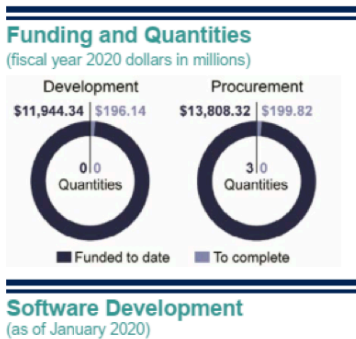 Funding and Quantities
(fiscal year 2020 dollars in millions)
Development Procurement
$11,944.34 $196.14 $13,808.32 $199.82
0 0 3 0
Quantities Quantities
Funded to date To complete
Software Development
(as of January 2020)